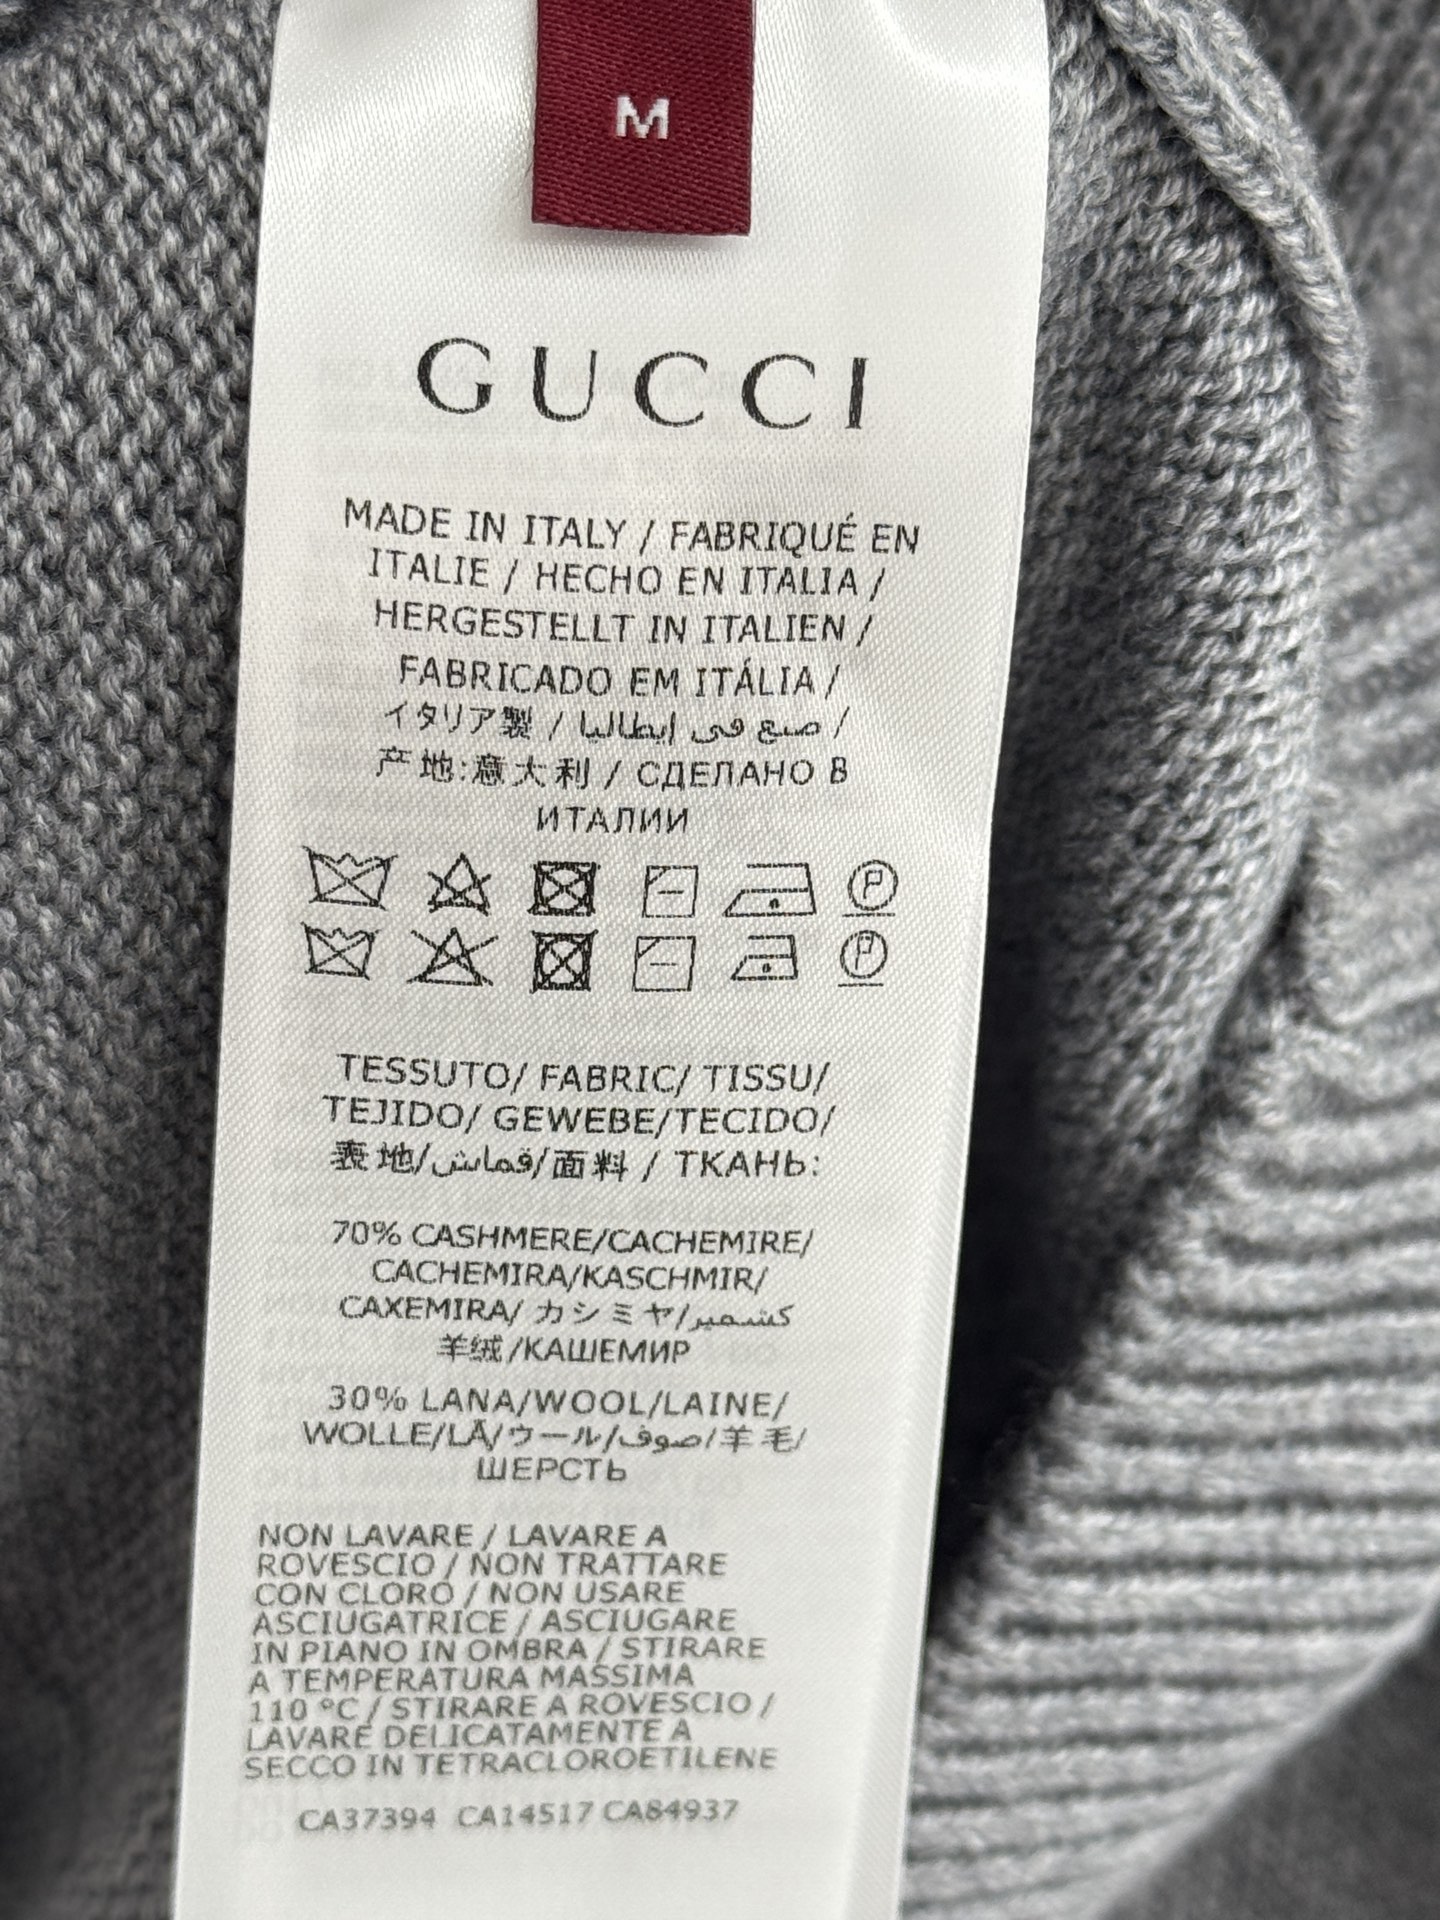 M
GUCCI
MADE IN ITALY / FABRIQUÉ EN
ITALIE / HECHO EN ITALIA /
HERGESTELLT IN ITALIEN /
FABRICADO EM ITÁLIA /
イタリア製 / صنع في إيطاليا /
产地:意大利 / СДЕЛАНО В
ИТАЛИИ
P
P
TESSUTO/ FABRIC/ TISSU/
TEJIDO/ GEWEBE/TECIDO/
表地/قماش/面料 / ТКАНЬ:
70% CASHMERE/CACHEMIRE/
CACHEMIRA/KASCHMIR/
CAXEMIRA/ カシミヤ/كشمير
羊绒/КАШЕМИР
30% LANA/WOOL/LAINE/
WOLLE/LÃ/ウール/صوف/羊毛/
ШЕРСТЬ
NON LAVARE / LAVARE A
ROVESCIO / NON TRATTARE
CON CLORO / NON USARE
ASCIUGATRICE / ASCIUGARE
IN PIANO IN OMBRA / STIRARE
A TEMPERATURA MASSIMA
110 °C / STIRARE A ROVESCIO /
LAVARE DELICATAMENTE A
SECCO IN TETRACLOROETILENE
CA37394 CA14517 CA84937